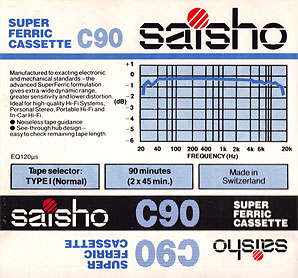 SUPER
FERRIC
CASSETTE C90
saisho
Manufactured to exacting electronic
and mechanical standards – the
advanced SuperFerric formulation
gives extra-wide dynamic range,
greater sensitivity and lower distortion.
Ideal for high-quality Hi-Fi Systems,
Personal Stereo, Portable Hi-Fi and
In-Car Hi-Fi.
● Noiseless tape guidance
● See-through hub design –
easy to check remaining tape length
EQ120µs
+1
0
-1
-2
(dB)
-3
-4
-5
-6
20 40 60 100 200 400 1k 2k 4k 6k 20k
FREQUENCY (Hz)
Tape selector:
TYPE I (Normal)
90 minutes
(2 x 45 min.)
Made in
Switzerland
saisho C90 SUPER
FERRIC
CASSETTE
saisho C90 SUPER
FERRIC
CASSETTE